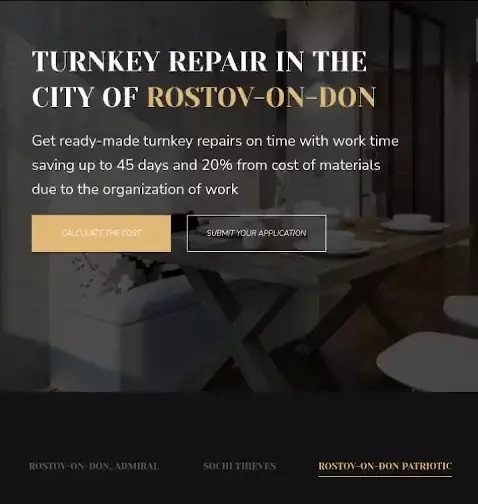 TURNKEY REPAIR IN THE
CITY OF ROSTOV-ON-DON
Get ready-made turnkey repairs on time with work time
saving up to 45 days and 20% from cost of materials
due to the organization of work
CALCULATE THE COST
SUBMIT YOUR APPLICATION
ROSTOV-ON-DON, ADMIRAL
SOCHI THIEVES
ROSTOV-ON-DON PATRIOTIC